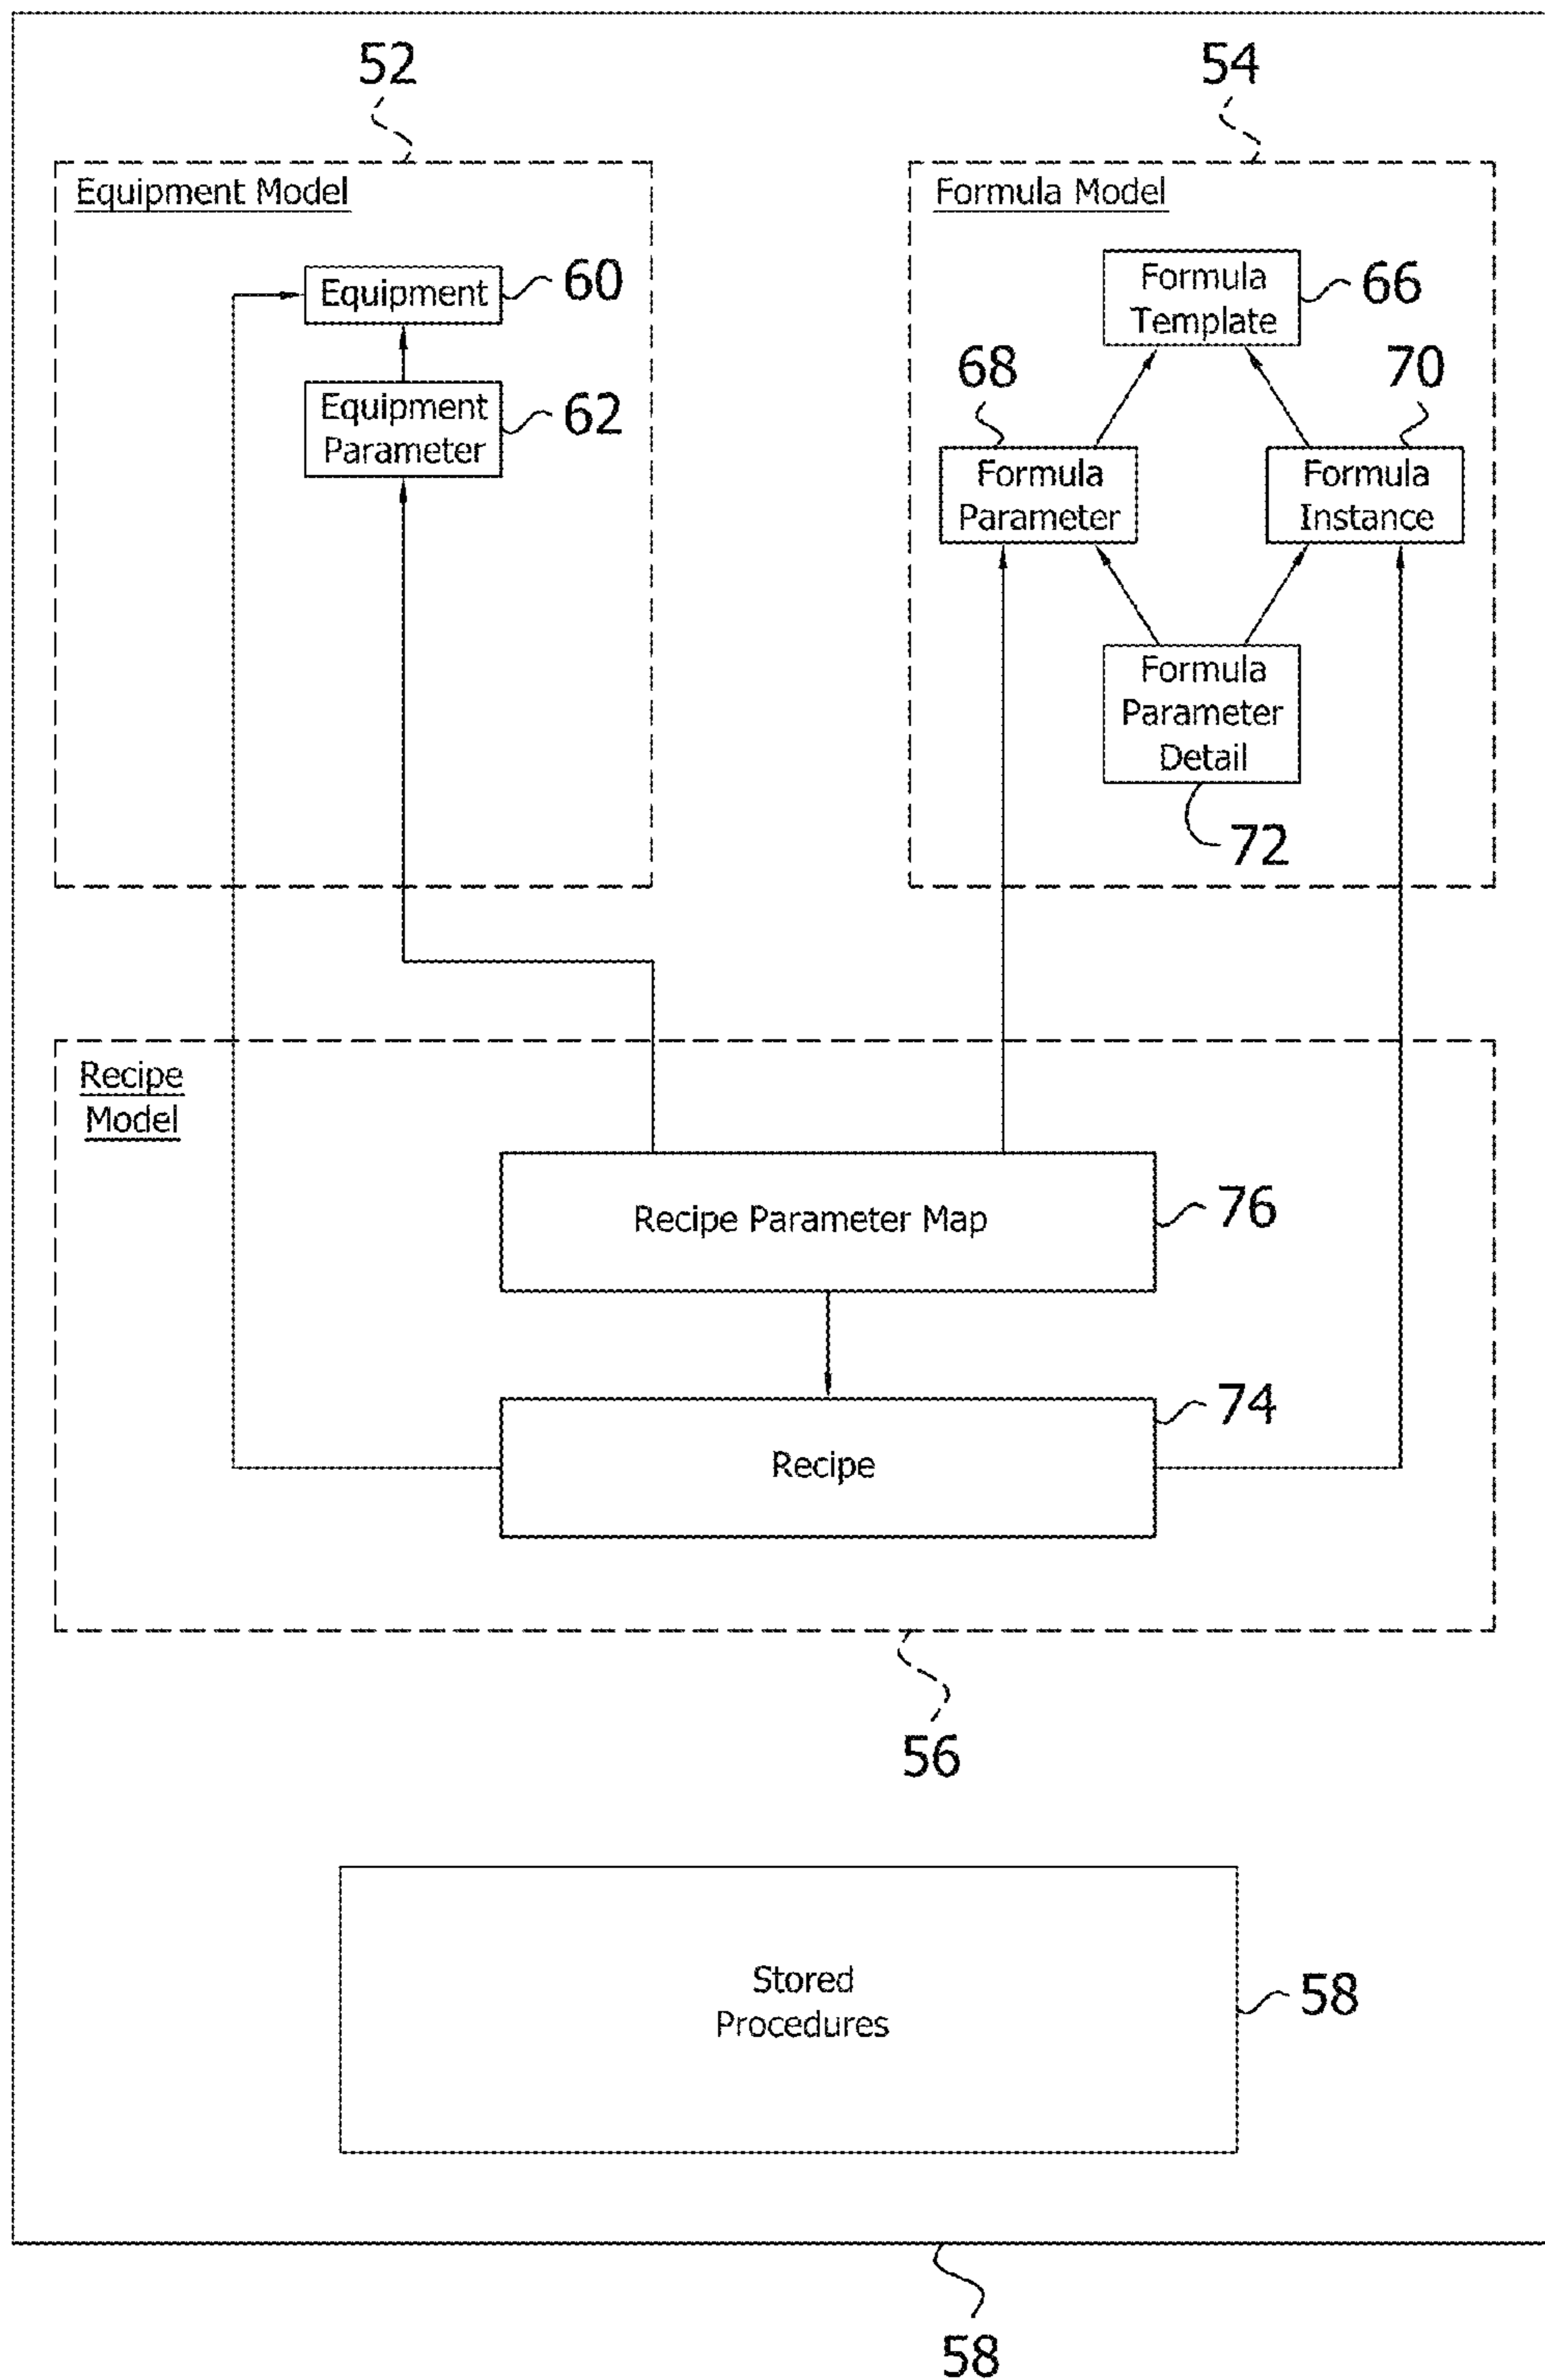 52
54
Equipment Model
Formula Model
Equipment
60
Formula
Template
66
Equipment
Parameter
62
68
70
Formula
Parameter
Formula
Instance
Formula
Parameter
Detail
72
Recipe
Model
Recipe Parameter Map
76
74
Recipe
56
Stored
Procedures
58
58